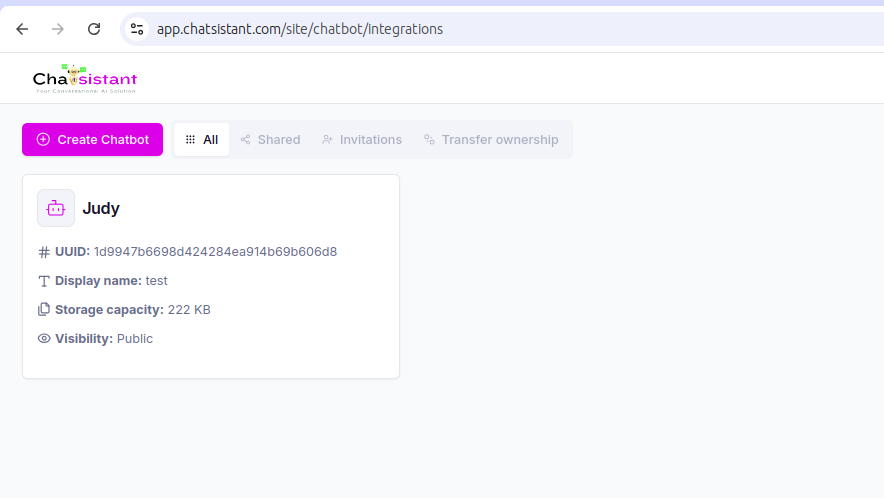 app.chatsistant.com/site/chatbot/integrations
Chatsistant
Your Conversational AI Solution
Create Chatbot
All
Shared
Invitations
Transfer ownership
Judy
UUID: 1d9947b6698d424284ea914b69b606d8
Display name: test
Storage capacity: 222 KB
Visibility: Public